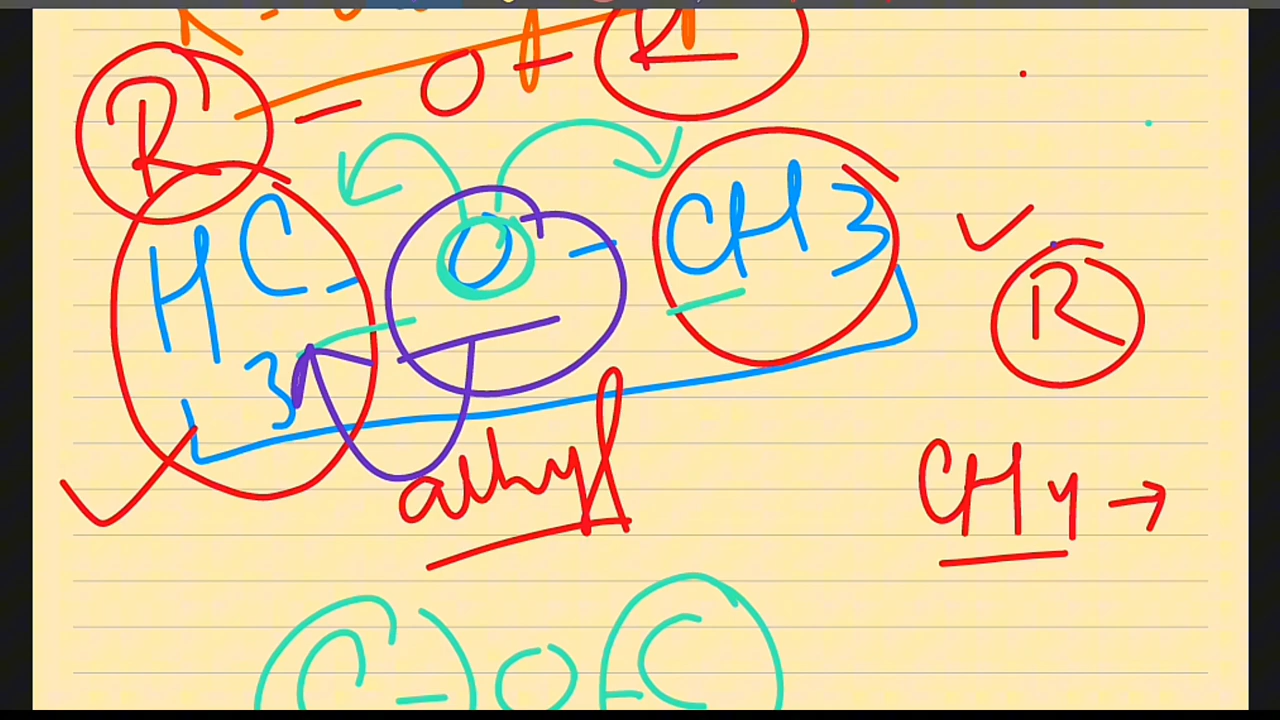 R - O - R
H3C - O - CH3
R
alkyl
CH4 →
C - O - C